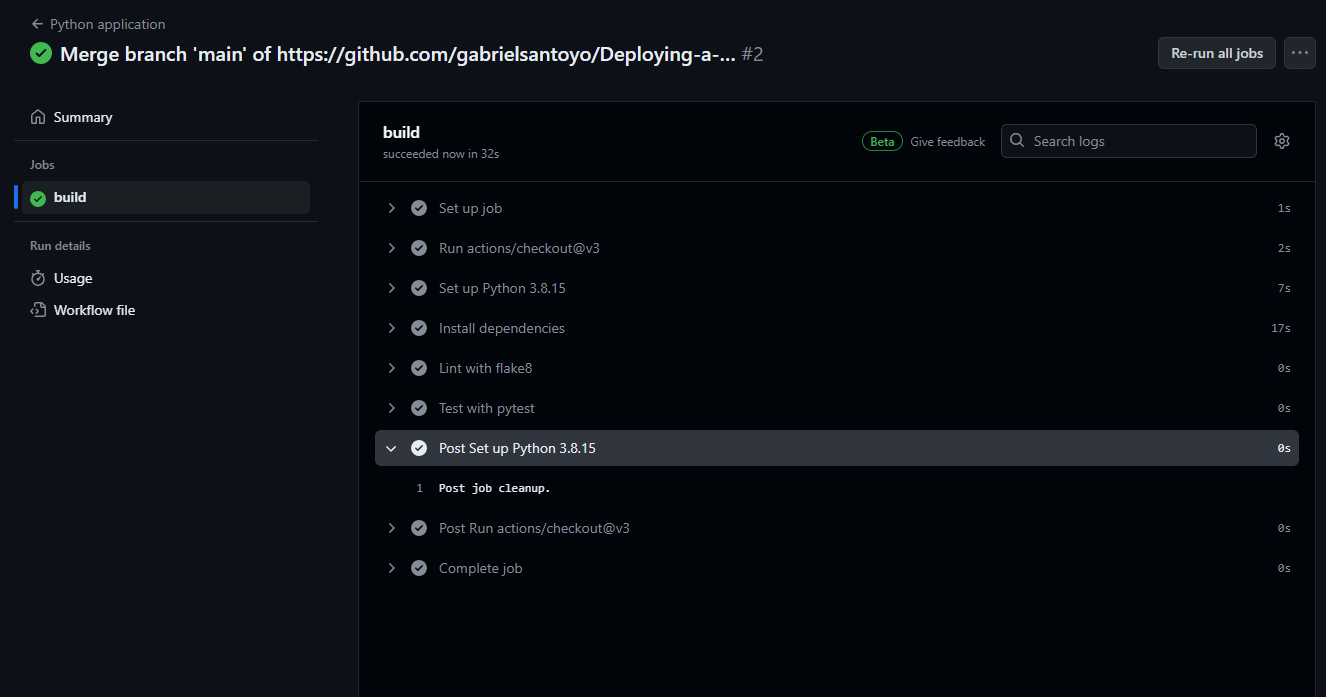 Python application
Merge branch 'main' of https://github.com/gabrielsantoyo/Deploying-a-... #2
Re-run all jobs
Summary
Jobs
build
Run details
Usage
Workflow file
build
succeeded now in 32s
Beta Give feedback
Search logs
Set up job 1s
Run actions/checkout@v3 2s
Set up Python 3.8.15 7s
Install dependencies 17s
Lint with flake8 0s
Test with pytest 0s
Post Set up Python 3.8.15 0s
1 Post job cleanup.
Post Run actions/checkout@v3 0s
Complete job 0s